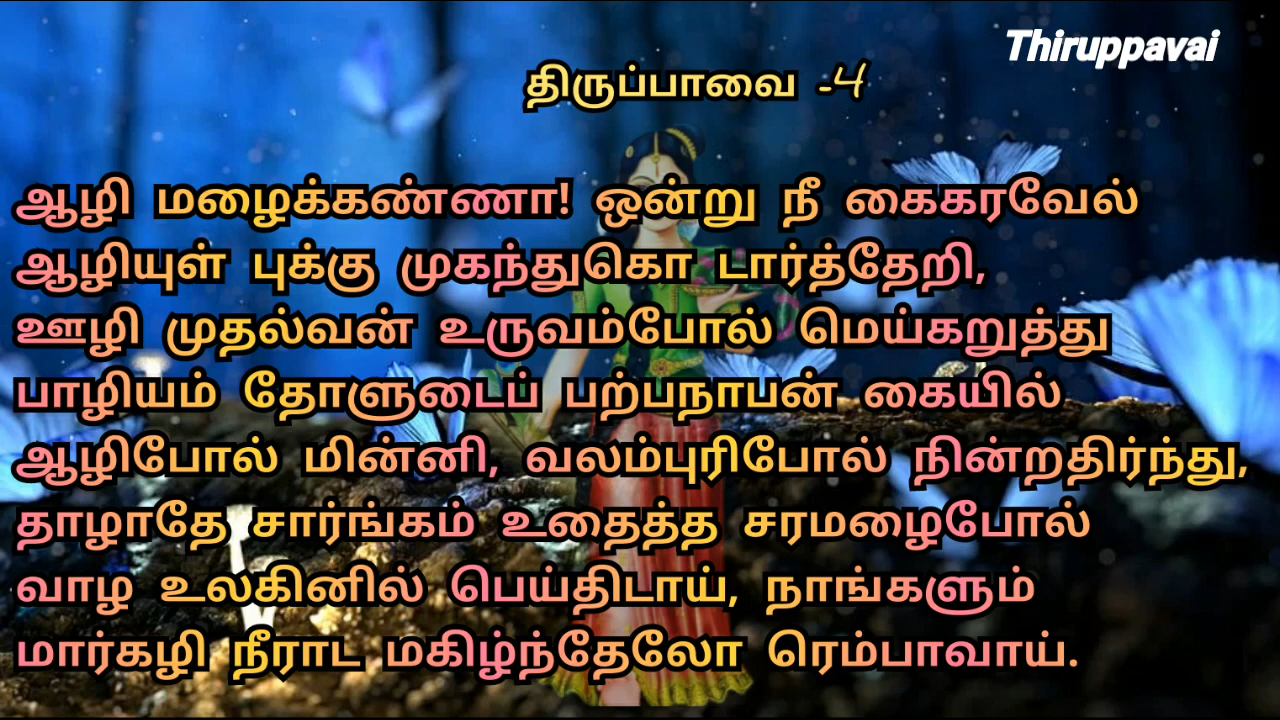 Thiruppavai
திருப்பாவை -4
ஆழி மழைக்கண்ணா! ஒன்று நீ கைகரவேல்
ஆழியுள் புக்கு முகந்துகொ டார்த்தேறி,
ஊழி முதல்வன் உருவம்போல் மெய்கறுத்து
பாழியம் தோளுடைப் பற்பநாபன் கையில்
ஆழிபோல் மின்னி, வலம்புரிபோல் நின்றதிர்ந்து,
தாழாதே சார்ங்கம் உதைத்த சரமழைபோல்
வாழ உலகினில் பெய்திடாய், நாங்களும்
மார்கழி நீராட மகிழ்ந்தேலோ ரெம்பாவாய்.